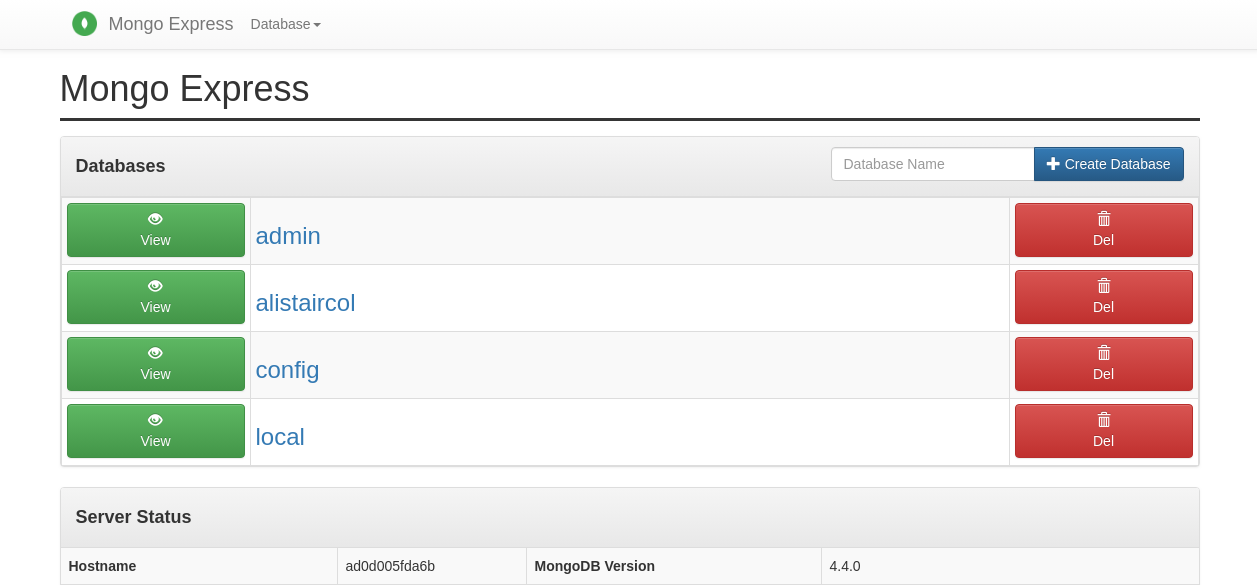 Mongo Express Database
Mongo Express
Databases Database Name Create Database
View admin Del
View alistaircol Del
View config Del
View local Del
Server Status
Hostname ad0d005fda6b MongoDB Version 4.4.0